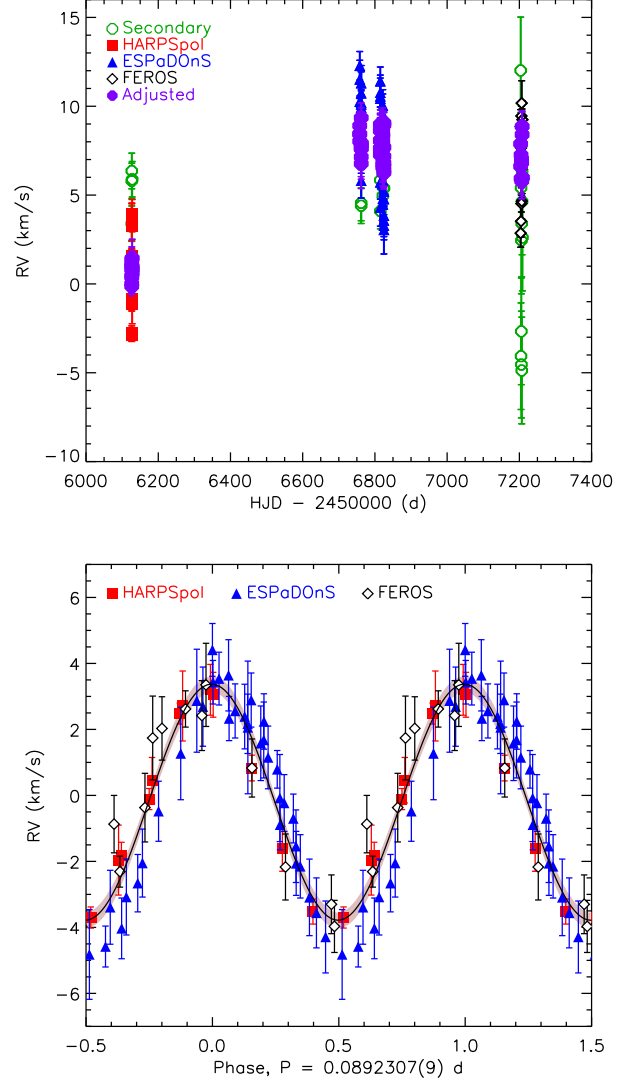 15
10
5
0
−5
−10
RV (km/s)
Secondary
HARPSpol
ESPaDOnS
FEROS
Adjusted
6000 6200 6400 6600 6800 7000 7200 7400
HJD − 2450000 (d)
6
4
2
0
−2
−4
−6
RV (km/s)
HARPSpol ESPaDOnS FEROS
−0.5 0.0 0.5 1.0 1.5
Phase, P = 0.0892307(9) d